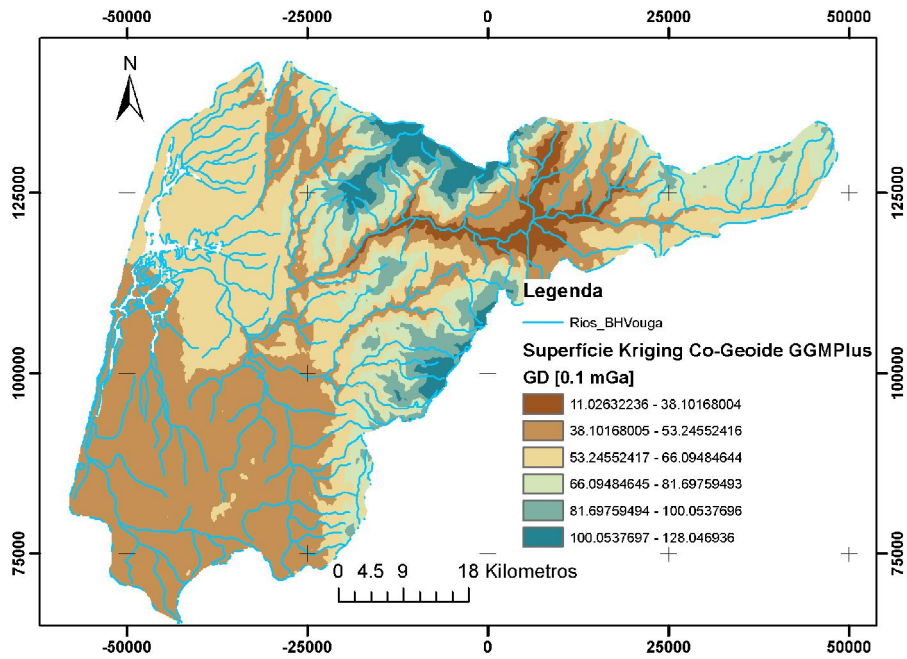 -50000 -25000 0 25000 50000
N
125000 125000
100000 100000
75000 75000
Legenda
Rios_BHVouga
Superfície Kriging Co-Geoide GGMPlus
GD [0.1 mGa]
11.02632236 - 38.10168004
38.10168005 - 53.24552416
53.24552417 - 66.09484644
66.09484645 - 81.69759493
81.69759494 - 100.0537696
100.0537697 - 128.046936
0 4.5 9 18 Kilometros
-50000 -25000 0 25000 50000